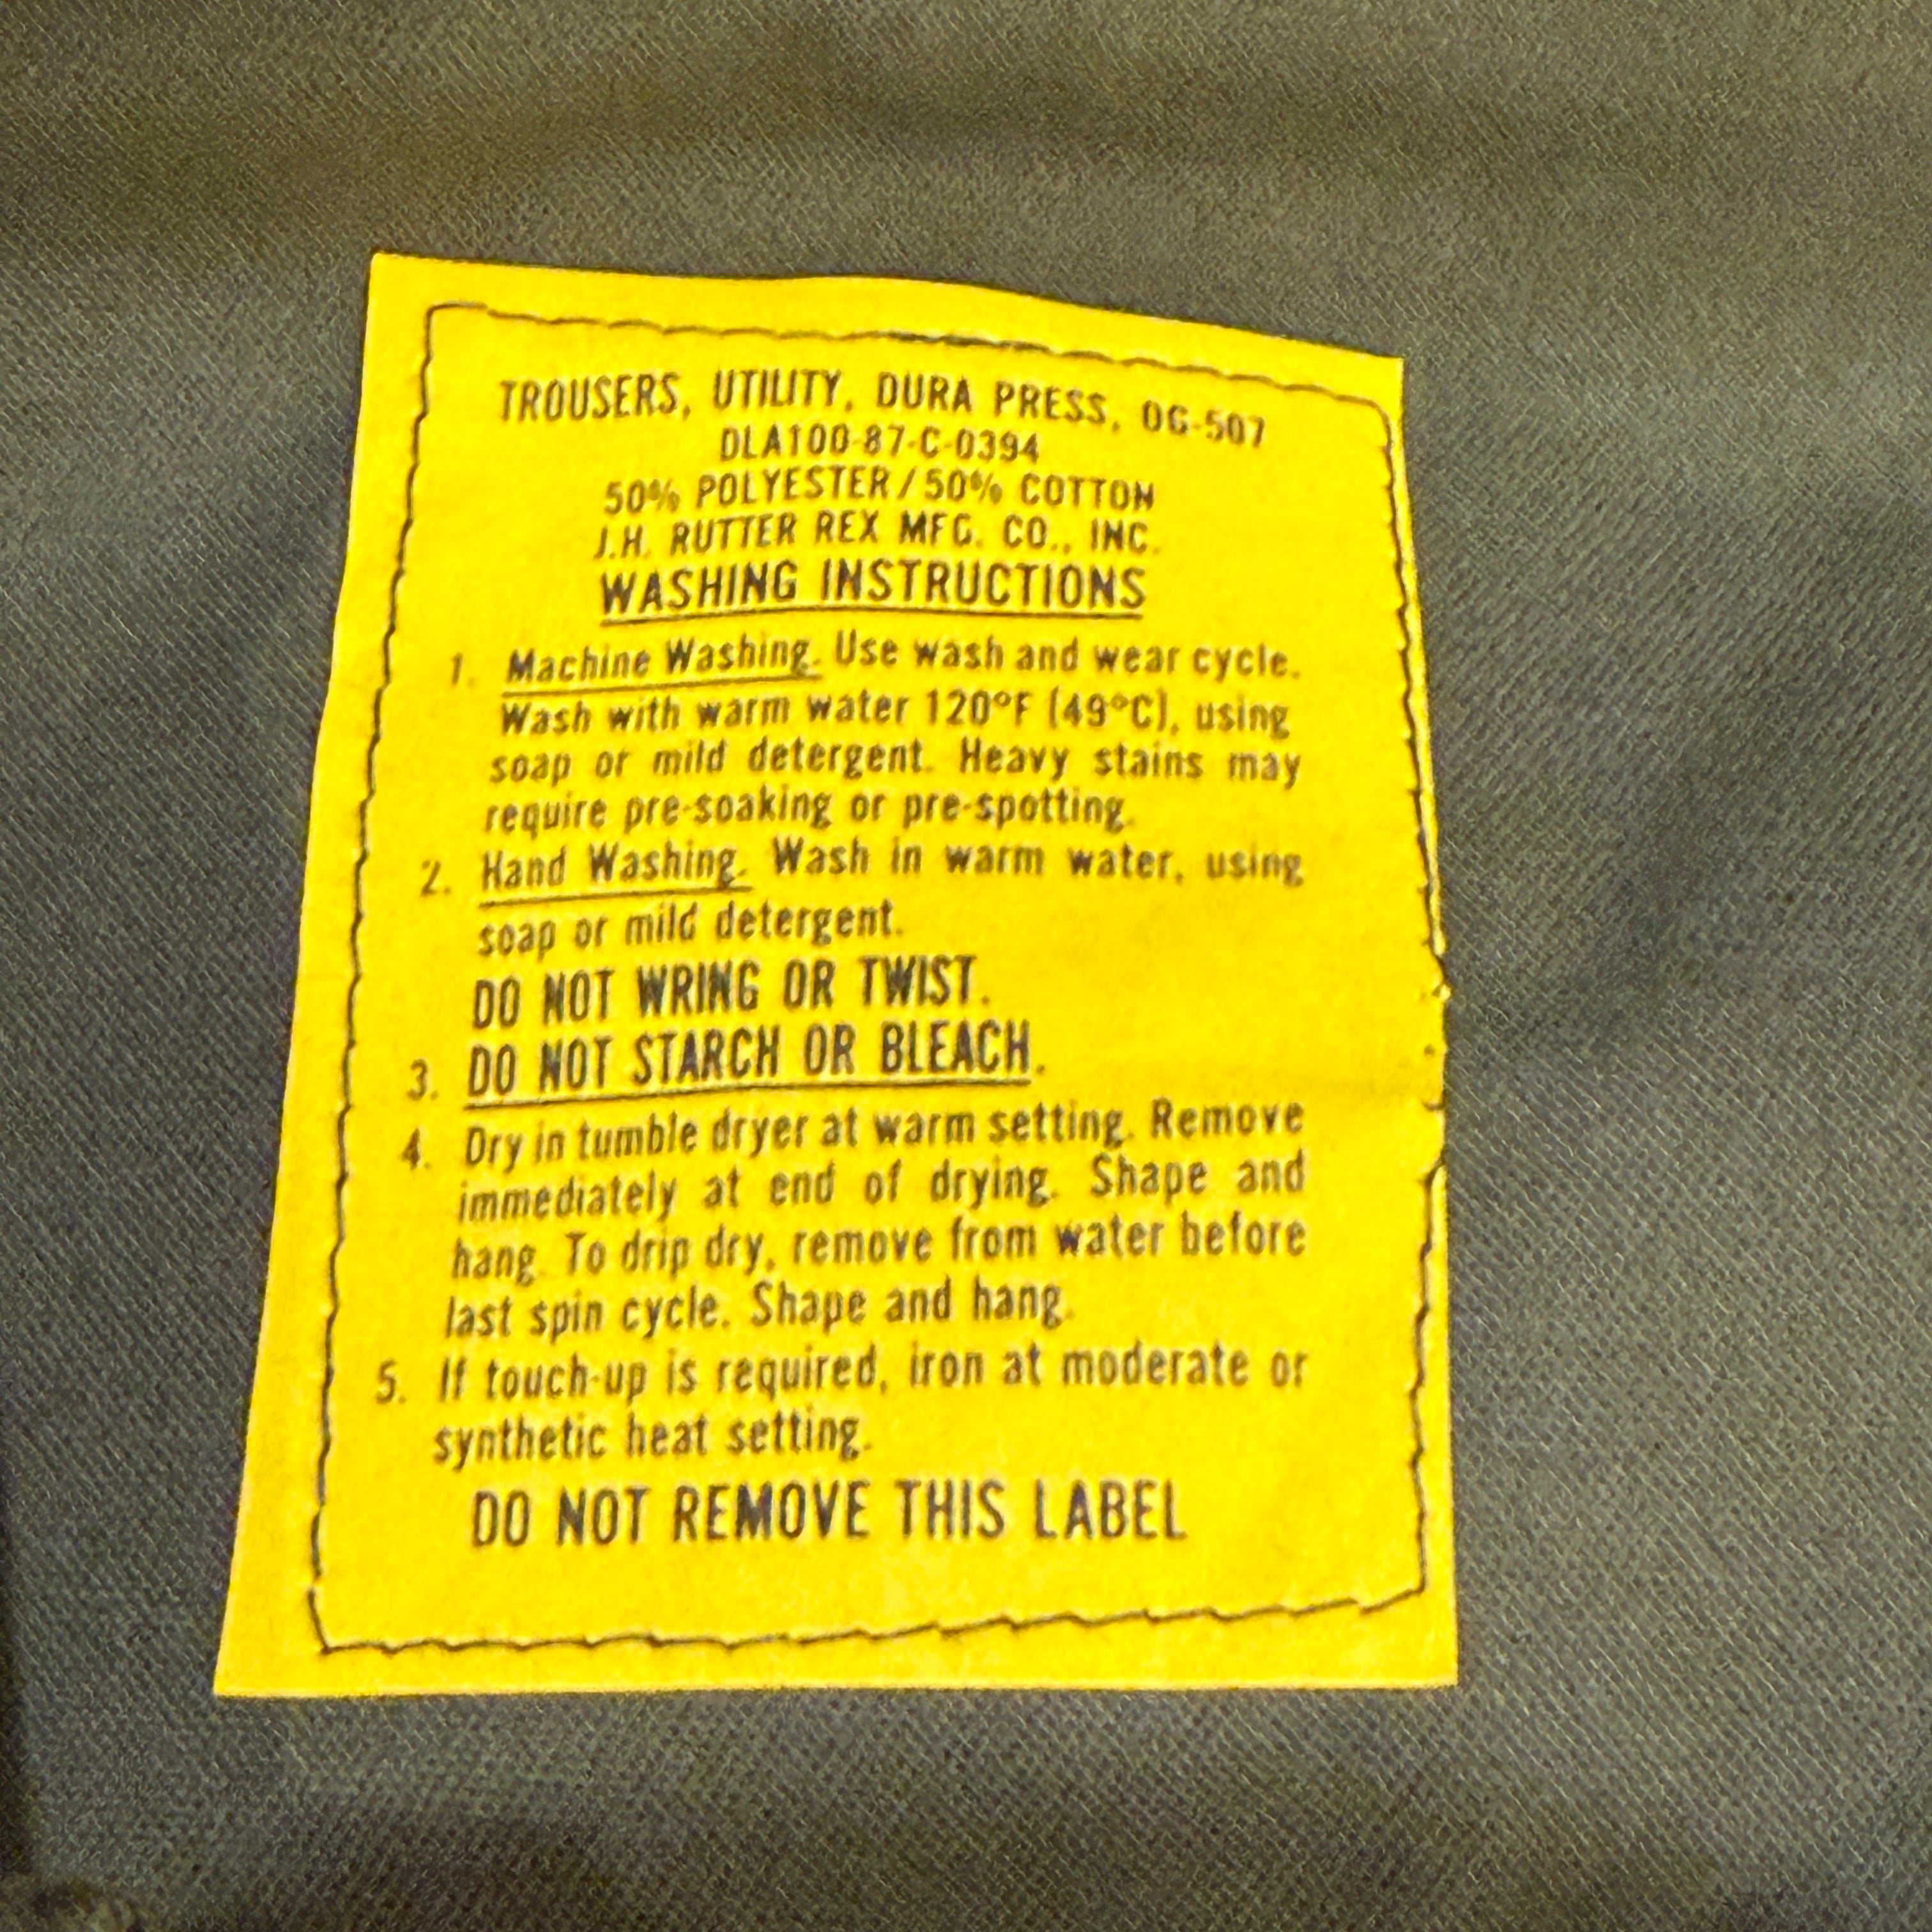 TROUSERS, UTILITY, DURA PRESS, OG-507
DLA100-87-C-0394
50% POLYESTER / 50% COTTON
J.H. RUTTER REX MFG. CO., INC.
WASHING INSTRUCTIONS
1. Machine Washing. Use wash and wear cycle.
Wash with warm water 120°F (49°C), using
soap or mild detergent. Heavy stains may
require pre-soaking or pre-spotting.
2. Hand Washing. Wash in warm water, using
soap or mild detergent.
DO NOT WRING OR TWIST.
3. DO NOT STARCH OR BLEACH.
4. Dry in tumble dryer at warm setting. Remove
immediately at end of drying. Shape and
hang. To drip dry, remove from water before
last spin cycle. Shape and hang.
5. If touch-up is required, iron at moderate or
synthetic heat setting.
DO NOT REMOVE THIS LABEL